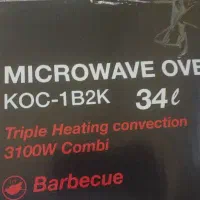 MICROWAVE OVE
KOC-1B2K 34ℓ
Triple Heating convection
3100W Combi
Barbecue